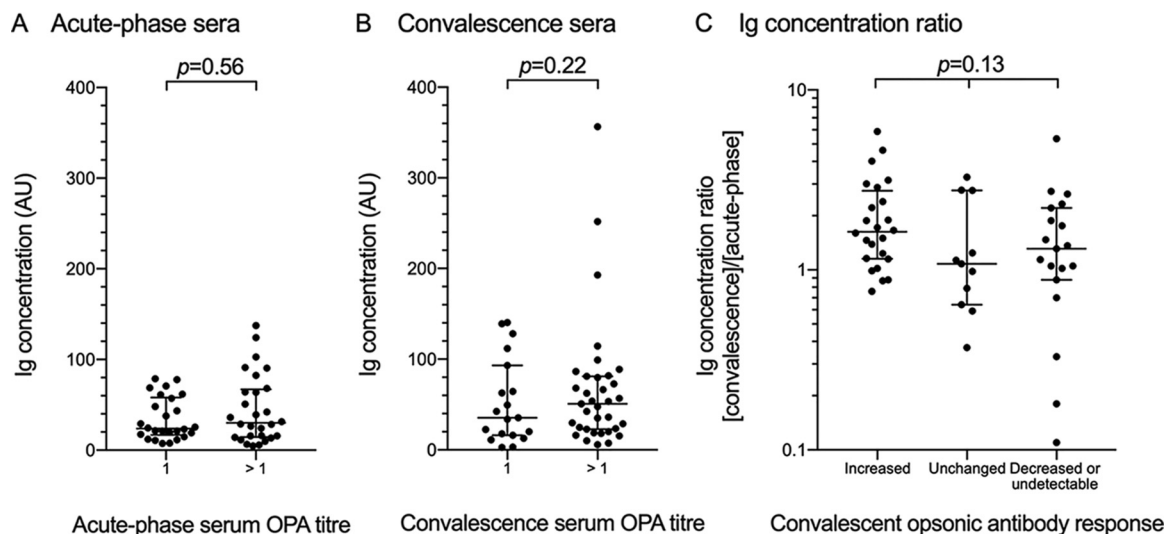 A Acute-phase sera
p=0.56
400
300
200
100
0
Ig concentration (AU)
1
> 1
Acute-phase serum OPA titre
B Convalescence sera
p=0.22
400
300
200
100
0
Ig concentration (AU)
1
> 1
Convalescence serum OPA titre
C Ig concentration ratio
p=0.13
10
1
0.1
Ig concentration ratio
[convalescence]/[acute-phase]
Increased
Unchanged
Decreased or
undetectable
Convalescent opsonic antibody response